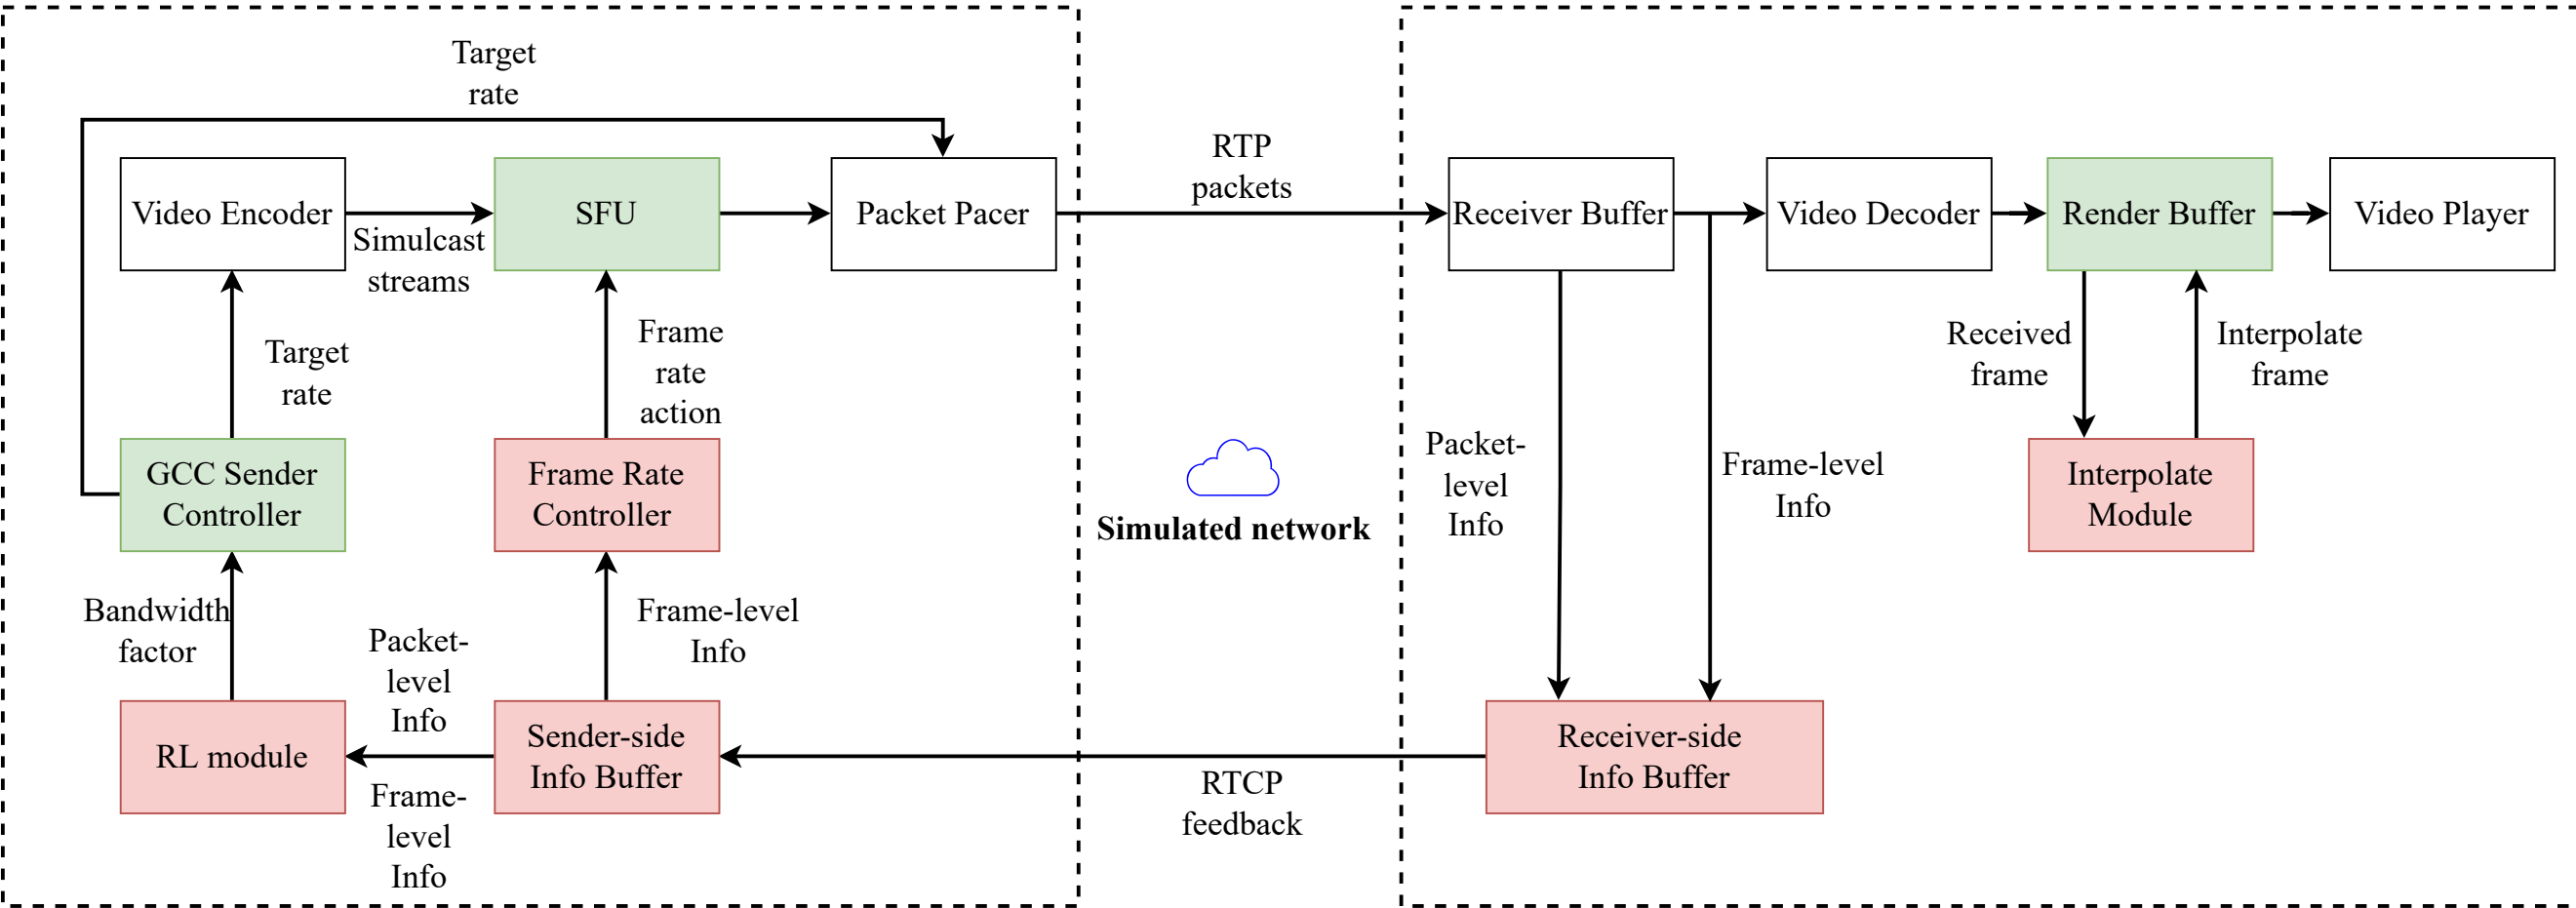 Target
rate
Video Encoder
Simulcast
streams
SFU
Packet Pacer
RTP
packets
Receiver Buffer
Video Decoder
Render Buffer
Video Player
Target
rate
Frame
rate
action
Received
frame
Interpolate
frame
GCC Sender
Controller
Frame Rate
Controller
Simulated network
Packet-
level
Info
Frame-level
Info
Interpolate
Module
Bandwidth
factor
Packet-
level
Info
Frame-level
Info
RL module
Frame-
level
Info
Sender-side
Info Buffer
RTCP
feedback
Receiver-side
Info Buffer